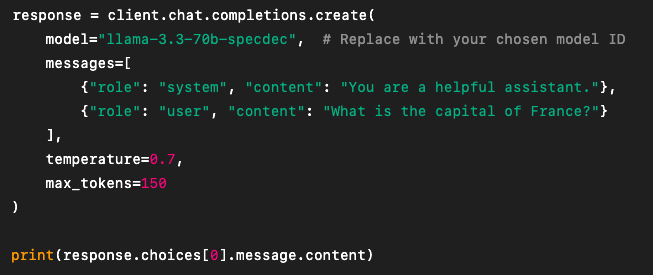 response = client.chat.completions.create(
    model="llama-3.3-70b-specdec",  # Replace with your chosen model ID
    messages=[
        {"role": "system", "content": "You are a helpful assistant."},
        {"role": "user", "content": "What is the capital of France?"}
    ],
    temperature=0.7,
    max_tokens=150
)

print(response.choices[0].message.content)